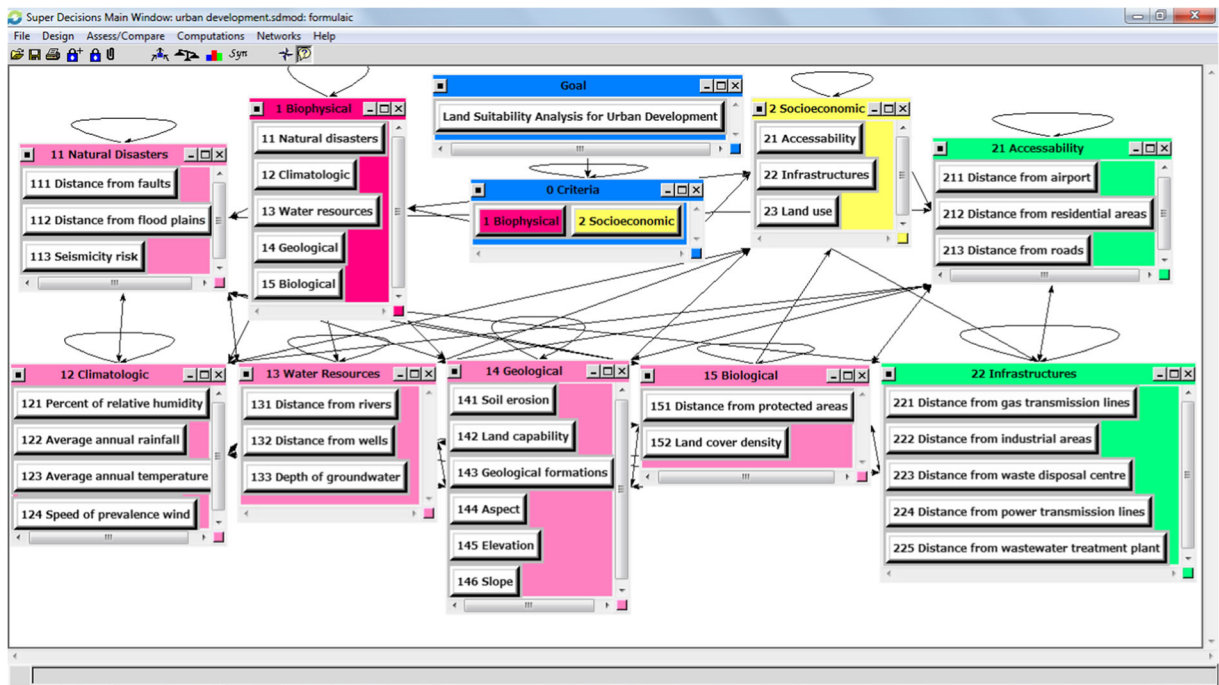 Super Decisions Main Window: urban development.sdmod: formulaic
File Design Assess/Compare Computations Networks Help
Syn
Goal
Land Suitability Analysis for Urban Development
1 Biophysical
11 Natural disasters
12 Climatologic
13 Water resources
14 Geological
15 Biological
2 Socioeconomic
21 Accessability
22 Infrastructures
23 Land use
11 Natural Disasters
111 Distance from faults
112 Distance from flood plains
113 Seismicity risk
0 Criteria
1 Biophysical 2 Socioeconomic
21 Accessability
211 Distance from airport
212 Distance from residential areas
213 Distance from roads
12 Climatologic
121 Percent of relative humidity
122 Average annual rainfall
123 Average annual temperature
124 Speed of prevalence wind
13 Water Resources
131 Distance from rivers
132 Distance from wells
133 Depth of groundwater
14 Geological
141 Soil erosion
142 Land capability
143 Geological formations
144 Aspect
145 Elevation
146 Slope
15 Biological
151 Distance from protected areas
152 Land cover density
22 Infrastructures
221 Distance from gas transmission lines
222 Distance from industrial areas
223 Distance from waste disposal centre
224 Distance from power transmission lines
225 Distance from wastewater treatment plant